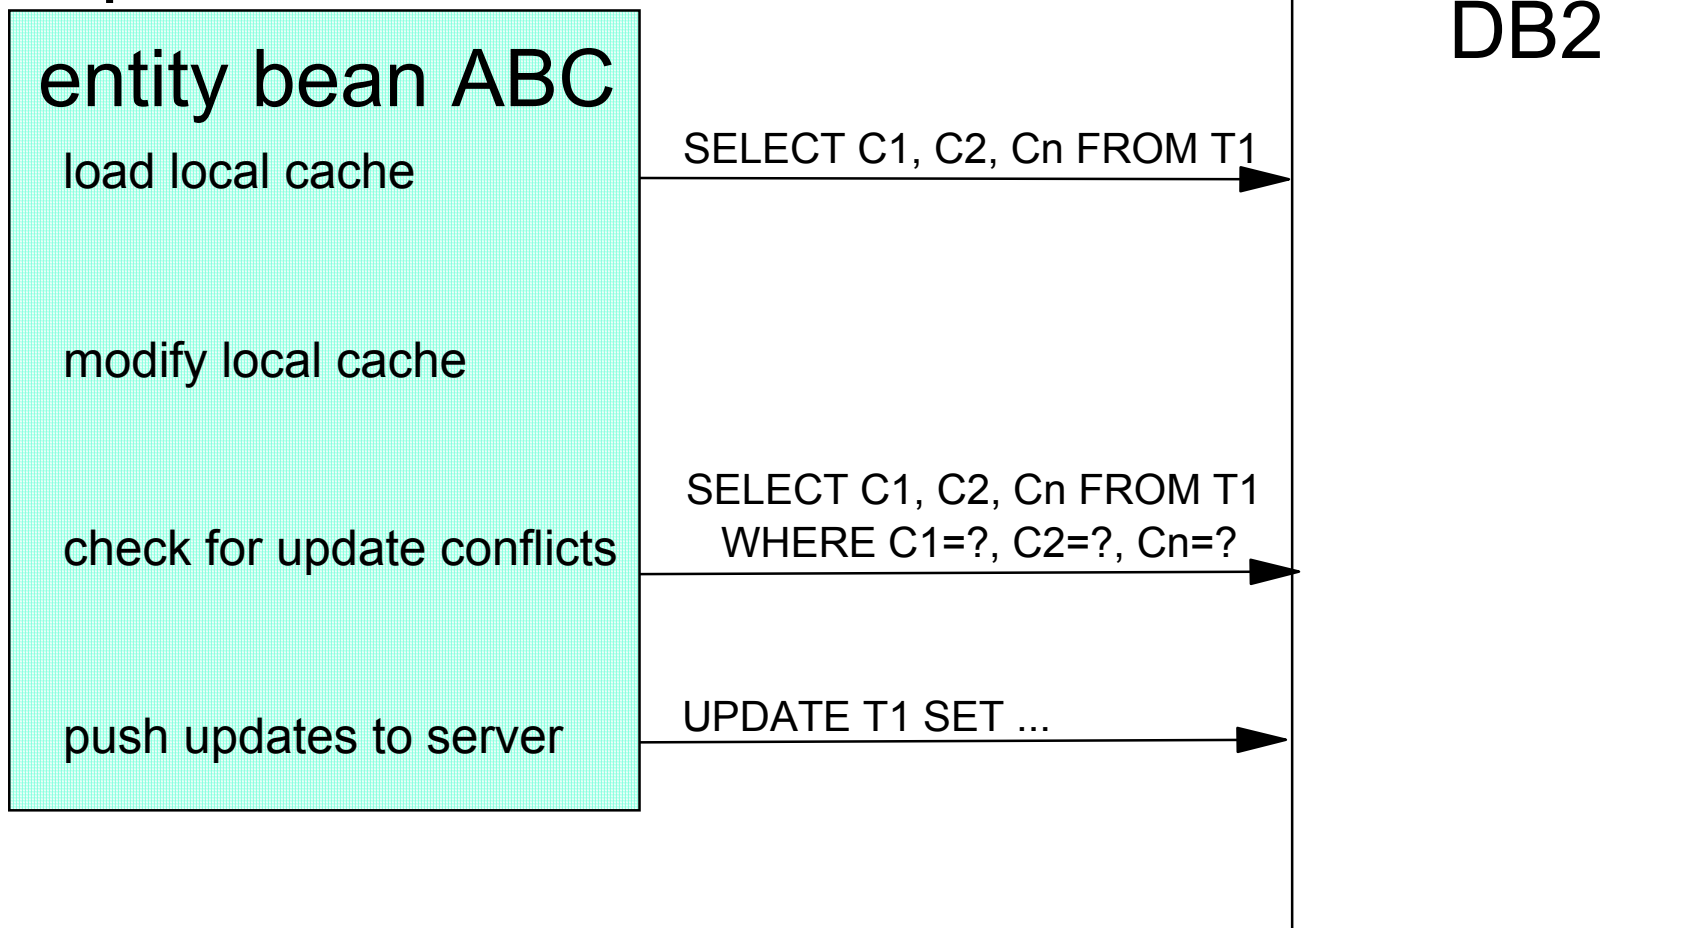 DB2
entity bean ABC
load local cache
SELECT C1, C2, Cn FROM T1
modify local cache
SELECT C1, C2, Cn FROM T1
WHERE C1=?, C2=?, Cn=?
check for update conflicts
UPDATE T1 SET ...
push updates to server